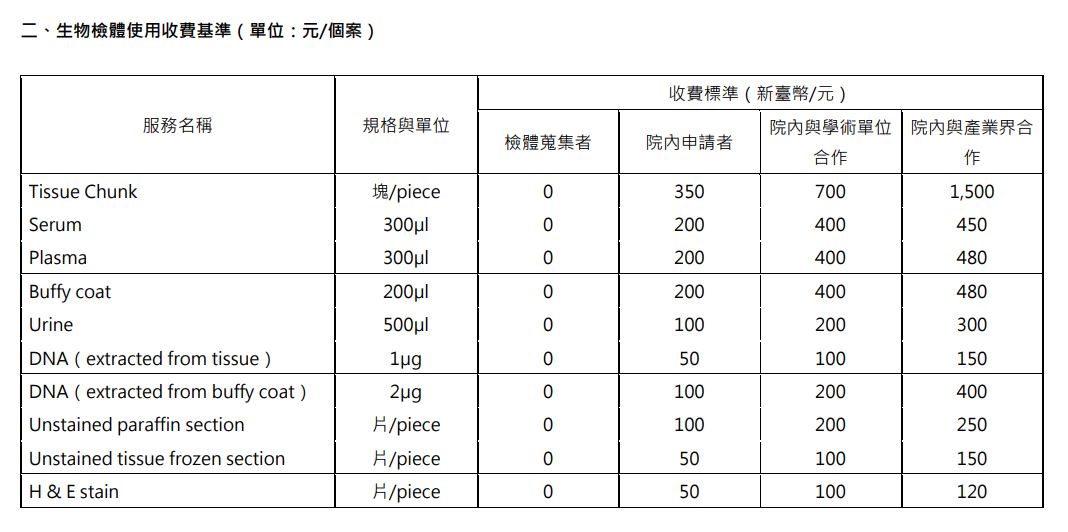 二、生物檢體使用收費基準（單位：元/個案）
服務名稱 規格與單位 收費標準（新臺幣/元）
檢體蒐集者 院內申請者 院內與學術單位合作 院內與產業界合作
Tissue Chunk 塊/piece 0 350 700 1,500
Serum 300μl 0 200 400 450
Plasma 300μl 0 200 400 480
Buffy coat 200μl 0 200 400 480
Urine 500μl 0 100 200 300
DNA（extracted from tissue） 1μg 0 50 100 150
DNA（extracted from buffy coat） 2μg 0 100 200 400
Unstained paraffin section 片/piece 0 100 200 250
Unstained tissue frozen section 片/piece 0 50 100 150
H & E stain 片/piece 0 50 100 120